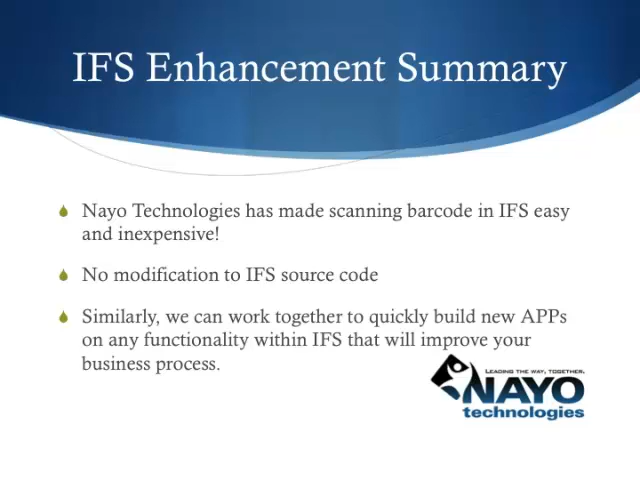 IFS Enhancement Summary
Nayo Technologies has made scanning barcode in IFS easy
and inexpensive!
No modification to IFS source code
Similarly, we can work together to quickly build new APPs
on any functionality within IFS that will improve your
business process.
LEADING THE WAY, TOGETHER.
NAYO
technologies